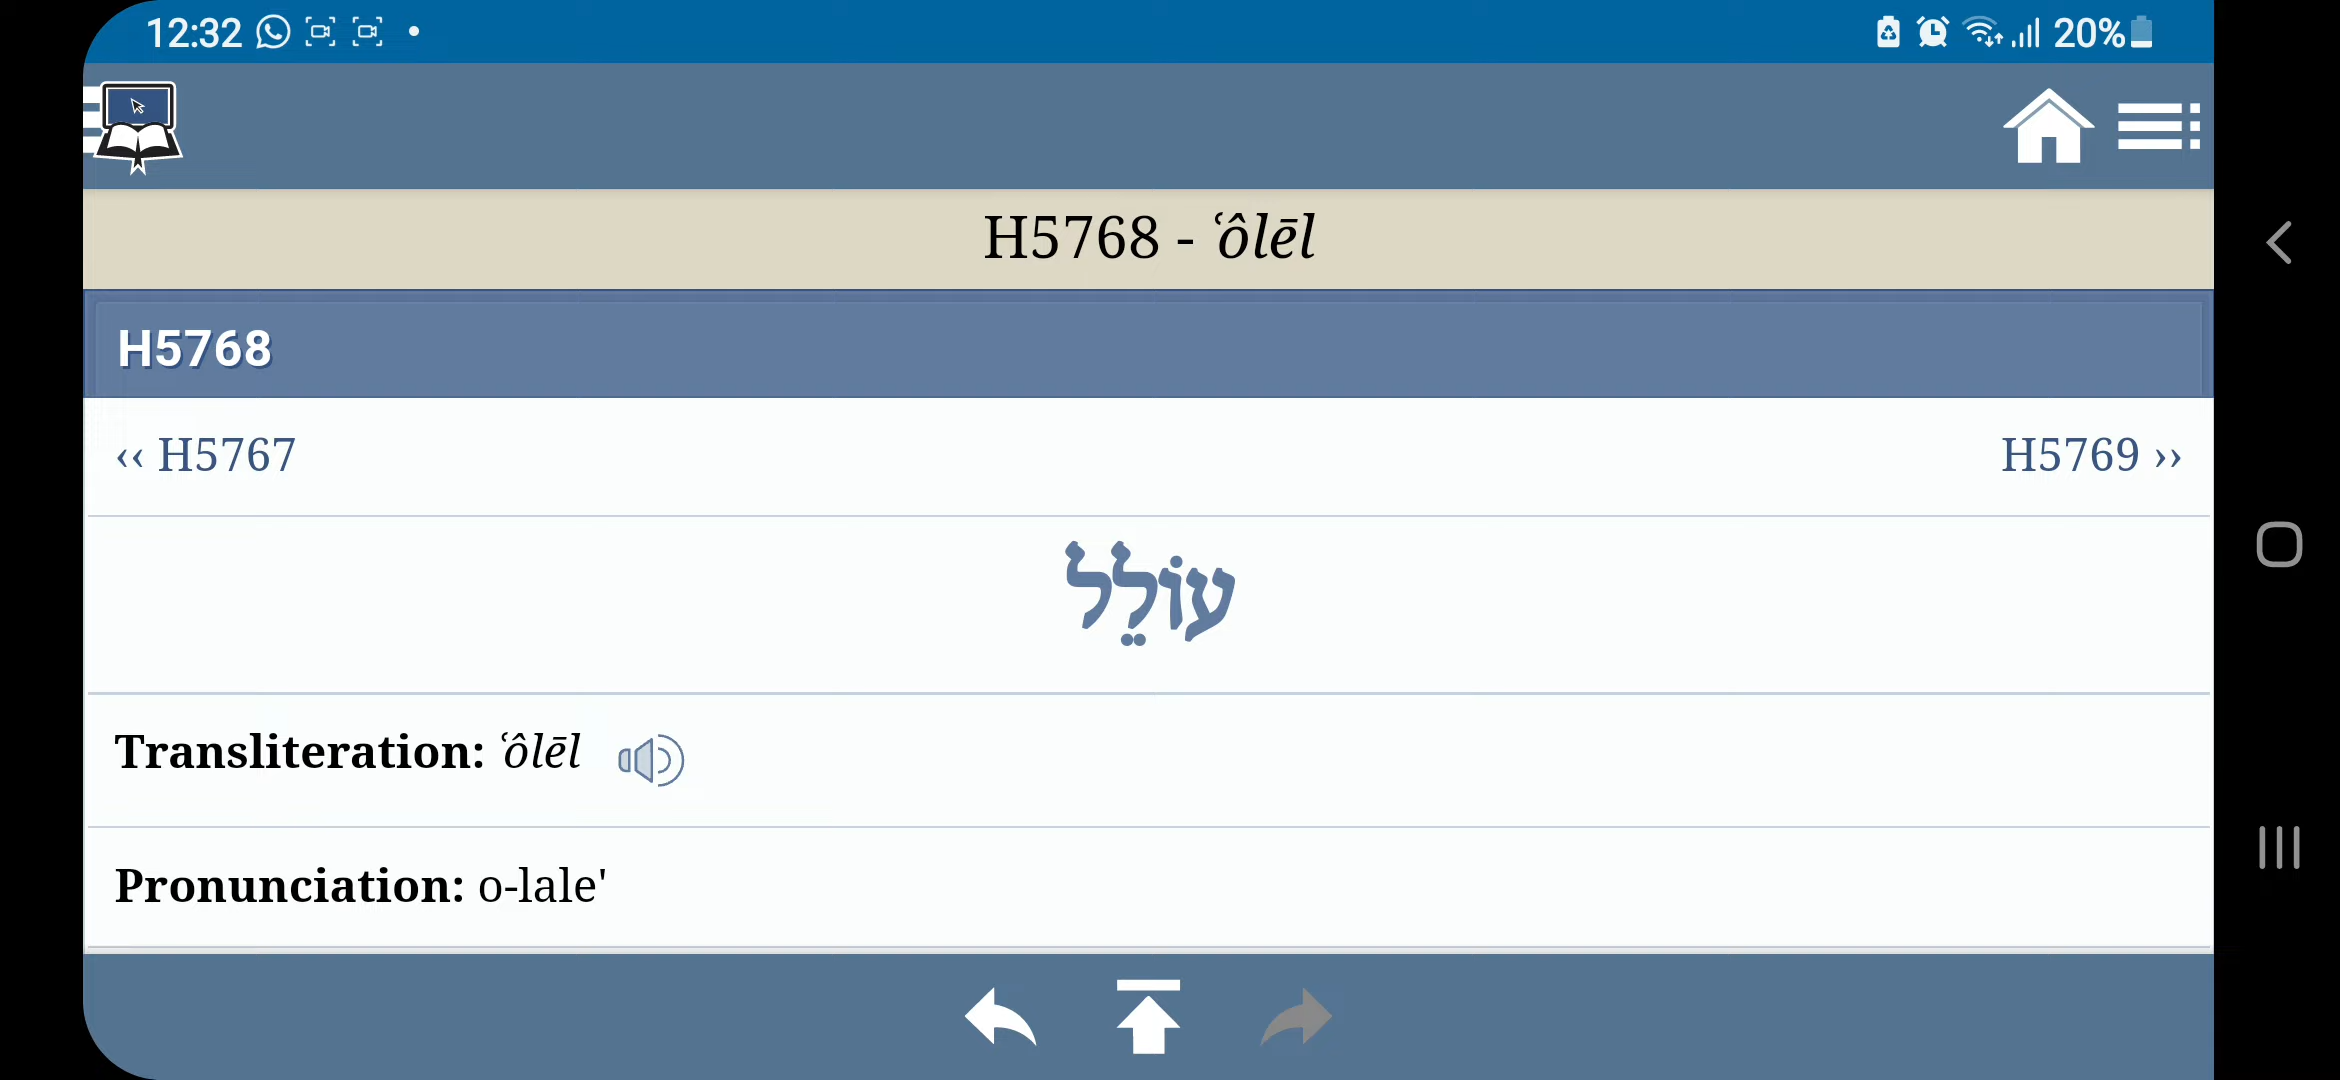 12:32
20%
H5768 - ʿôlēl
H5768
‹‹ H5767
H5769 ››
עוֹלֵל
Transliteration: ʿôlēl
Pronunciation: o-lale'